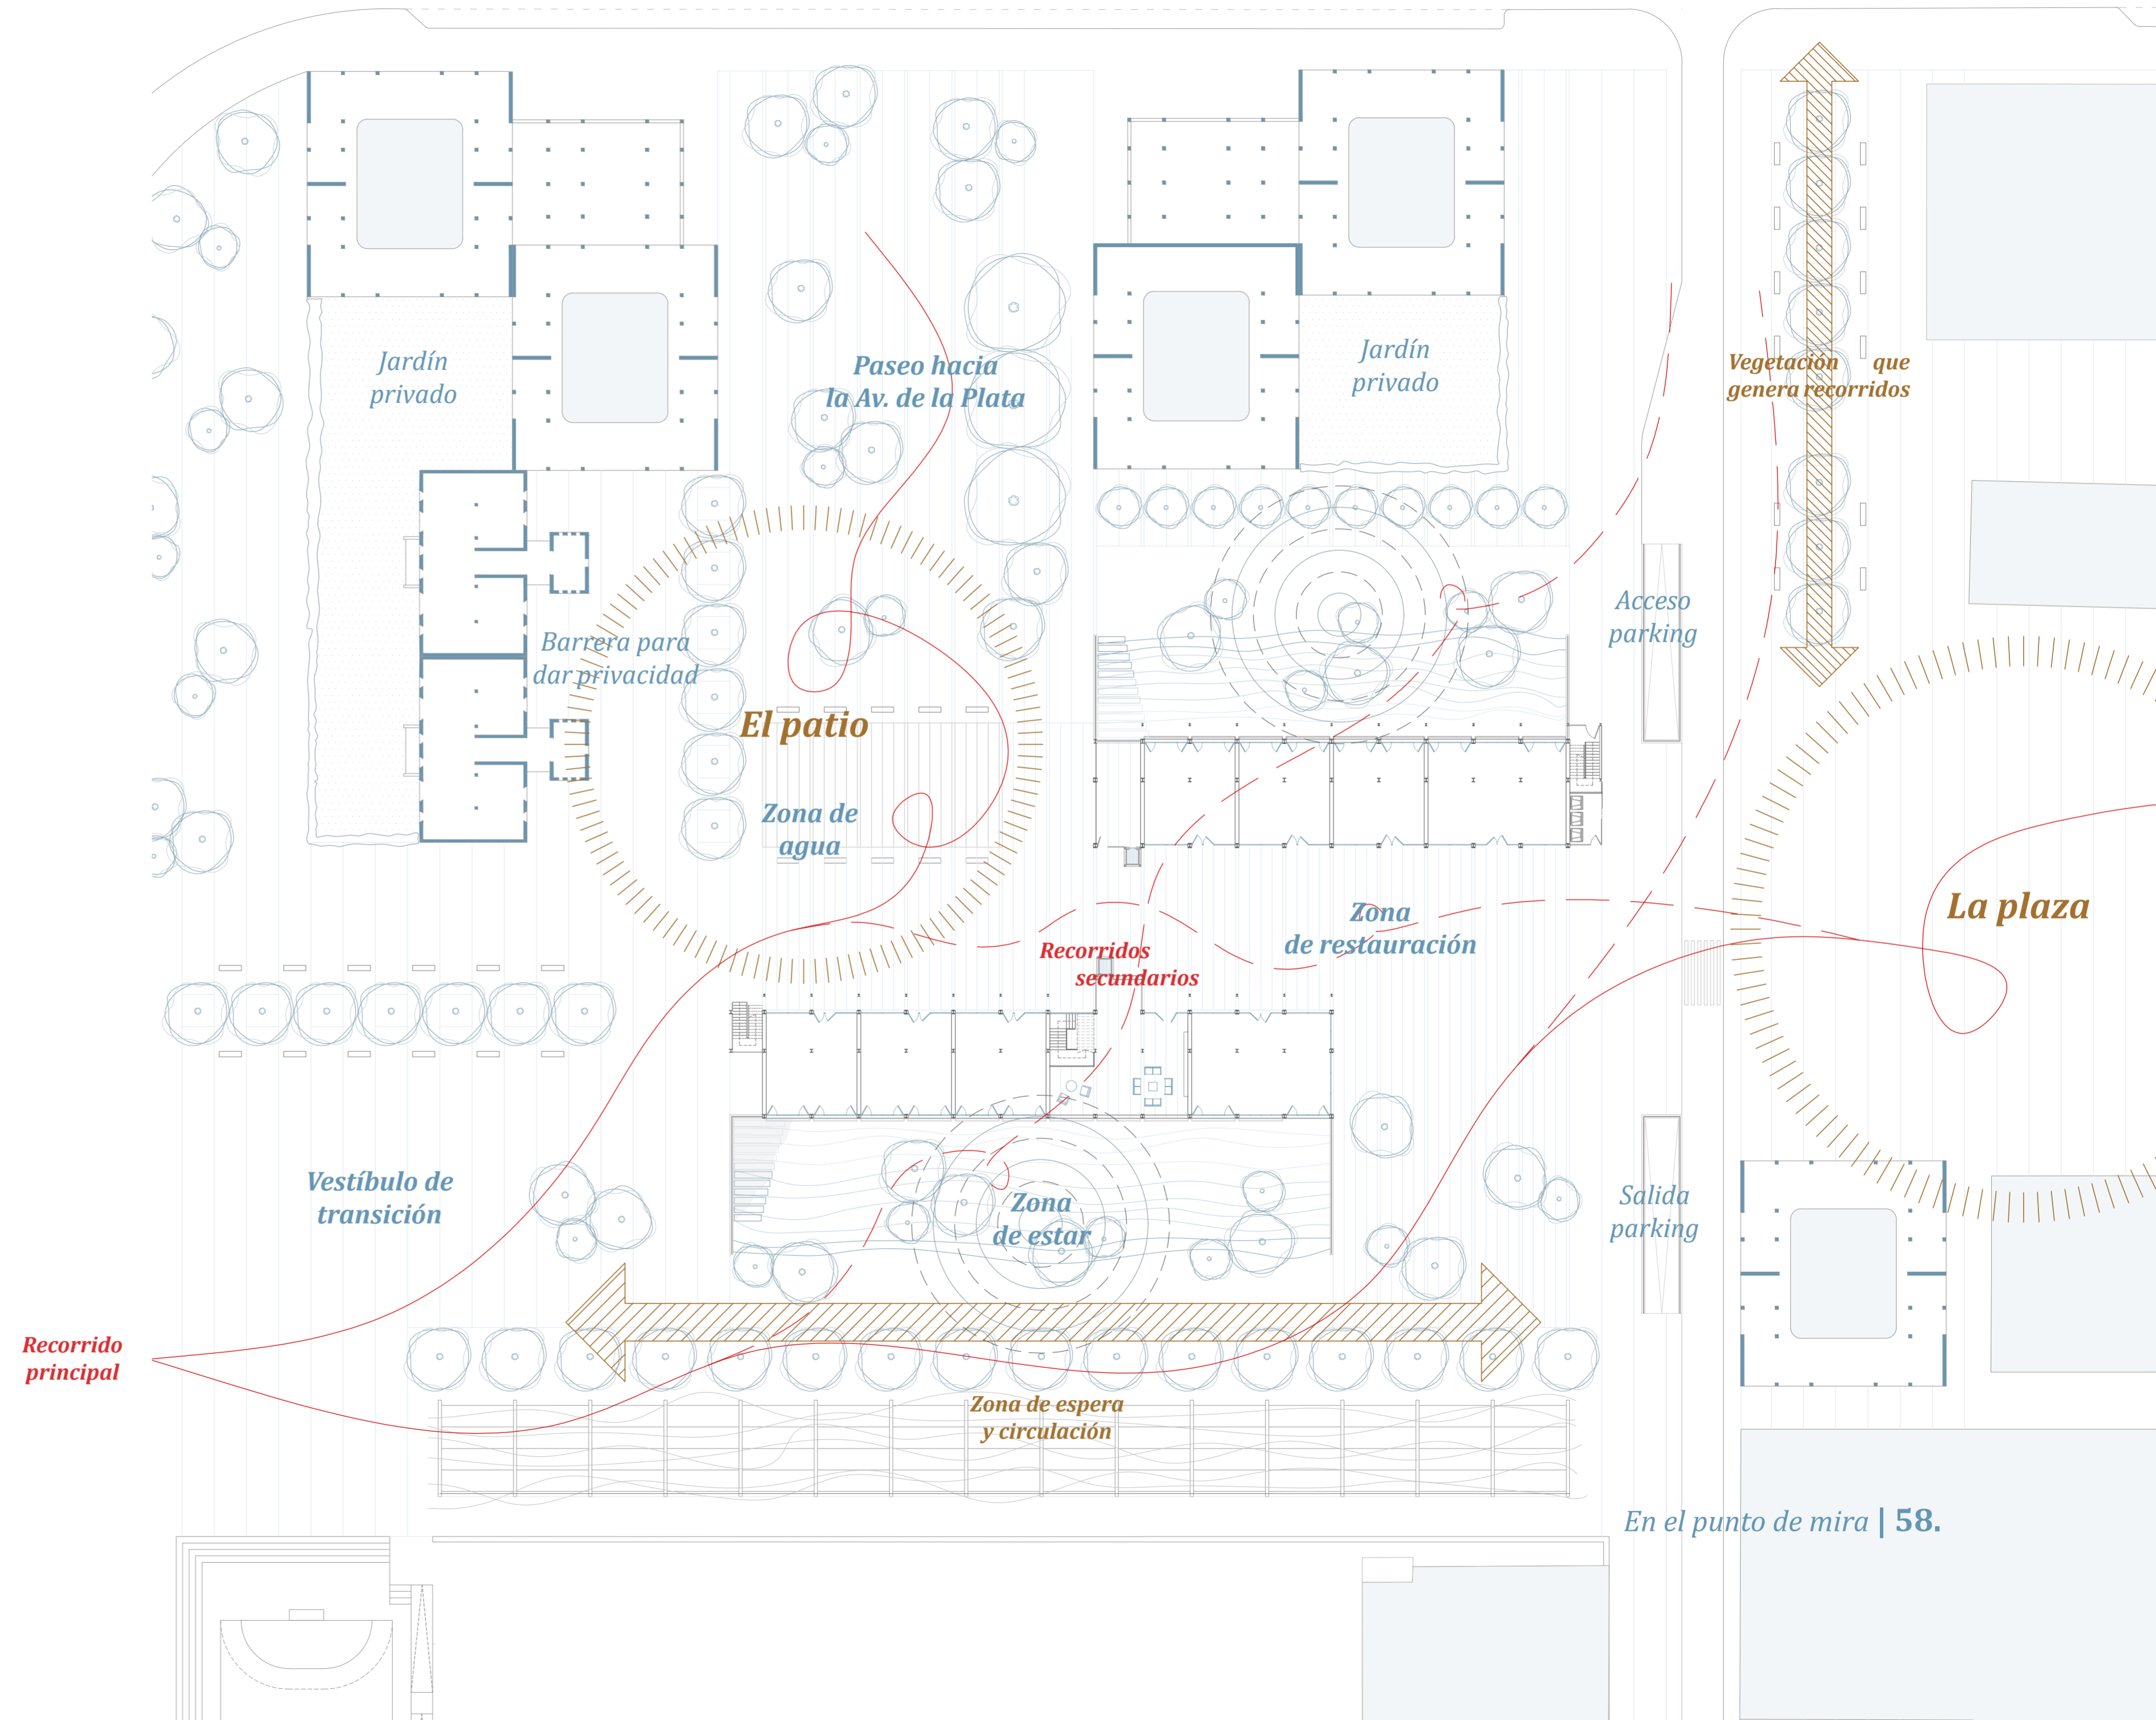 Jardín
privado
Paseo hacia
la Av. de la Plata
Jardín
privado
Vegetación que
genera recorridos
Acceso
parking
Barrera para
dar privacidad
El patio
Zona de
agua
Zona
de restauración
La plaza
Recorridos
secundarios
Vestíbulo de
transición
Zona
de estar
Salida
parking
Recorrido
principal
Zona de espera
y circulación
En el punto de mira | 58.